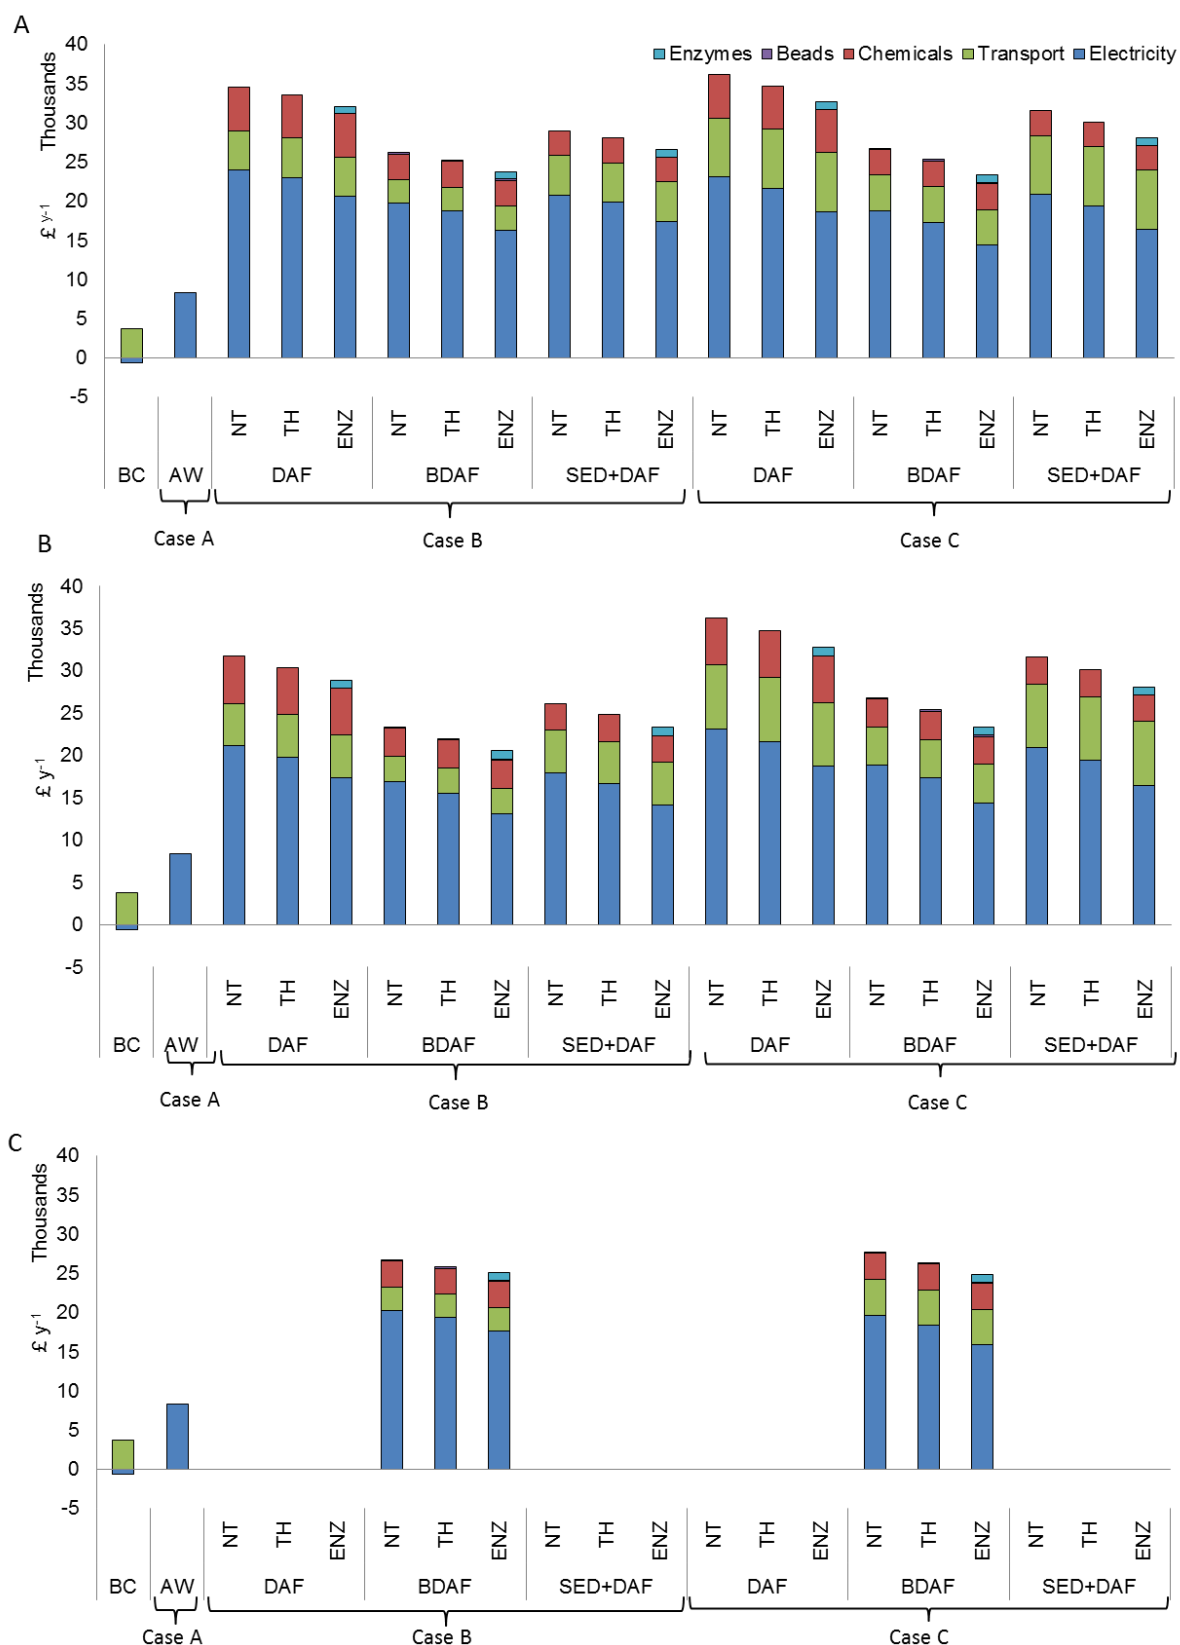 A
Enzymes Beads Chemicals Transport Electricity
Thousands
£ y-1
40
35
30
25
20
15
10
5
0
-5
NT TH ENZ NT TH ENZ NT TH ENZ NT TH ENZ NT TH ENZ NT TH ENZ
BC AW DAF BDAF SED+DAF DAF BDAF SED+DAF
Case A Case B Case C
B
Thousands
£ y-1
40
35
30
25
20
15
10
5
0
-5
NT TH ENZ NT TH ENZ NT TH ENZ NT TH ENZ NT TH ENZ NT TH ENZ
BC AW DAF BDAF SED+DAF DAF BDAF SED+DAF
Case A Case B Case C
C
Thousands
£ y-1
40
35
30
25
20
15
10
5
0
-5
NT TH ENZ NT TH ENZ NT TH ENZ NT TH ENZ NT TH ENZ NT TH ENZ
BC AW DAF BDAF SED+DAF DAF BDAF SED+DAF
Case A Case B Case C